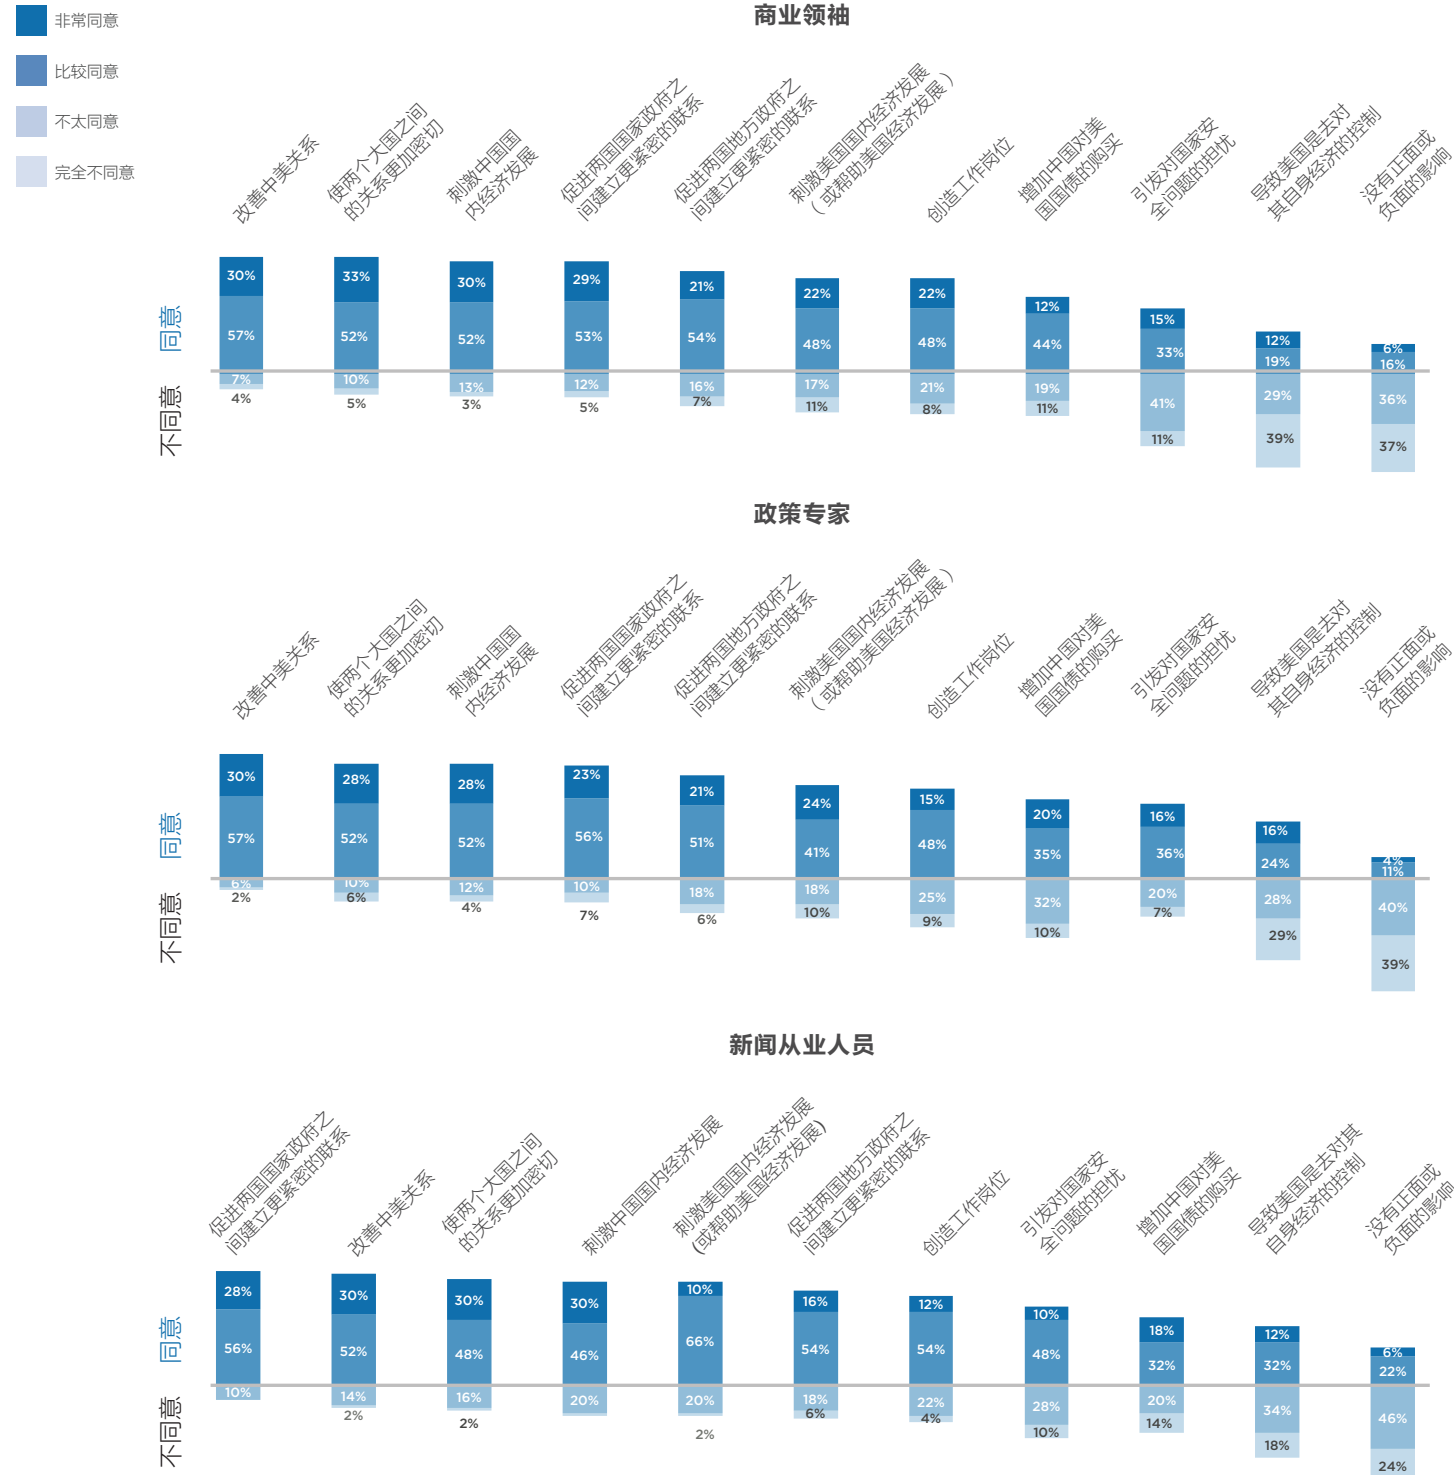 非常同意
比较同意
不太同意
完全不同意
商业领袖
改善中美关系
使两个大国之间
的关系更加密切
刺激中国国
内经济发展
促进两国国家政府之
间建立更紧密的联系
促进两国地方政府之
间建立更紧密的联系
刺激美国国内经济发展
（或帮助美国经济发展）
创造工作岗位
增加中国对美
国国债的购买
引发对国家安
全问题的担忧
导致美国是去对
其自身经济的控制
没有正面或
负面的影响
同意
不同意
30% 33% 30% 29% 21% 22% 22% 12% 15% 12% 6%
57% 52% 52% 53% 54% 48% 48% 44% 33% 19% 16%
7% 10% 13% 12% 16% 17% 21% 19% 41% 29% 36%
4% 5% 3% 5% 7% 11% 8% 11% 11% 39% 37%
政策专家
改善中美关系
使两个大国之间
的关系更加密切
刺激中国国
内经济发展
促进两国国家政府之
间建立更紧密的联系
促进两国地方政府之
间建立更紧密的联系
刺激美国国内经济发展
（或帮助美国经济发展）
创造工作岗位
增加中国对美
国国债的购买
引发对国家安
全问题的担忧
导致美国是去对
其自身经济的控制
没有正面或
负面的影响
同意
不同意
30% 28% 28% 23% 21% 24% 15% 20% 16% 16% 4%
57% 52% 52% 56% 51% 41% 48% 35% 36% 24% 11%
6% 10% 12% 10% 18% 18% 25% 32% 20% 28% 40%
2% 6% 4% 7% 6% 10% 9% 10% 7% 29% 39%
新闻从业人员
促进两国国家政府之
间建立更紧密的联系
改善中美关系
使两个大国之间
的关系更加密切
刺激中国国内经济发展
刺激美国国内经济发展
(或帮助美国经济发展)
促进两国地方政府之
间建立更紧密的联系
创造工作岗位
引发对国家安
全问题的担忧
增加中国对美
国国债的购买
导致美国是去对其
自身经济的控制
没有正面或
负面的影响
同意
不同意
28% 30% 30% 30% 10% 16% 12% 10% 18% 12% 6%
56% 52% 48% 46% 66% 54% 54% 48% 32% 32% 22%
10% 14% 16% 20% 20% 18% 22% 28% 20% 34% 46%
2% 2% 2% 6% 4% 10% 14% 18% 24%